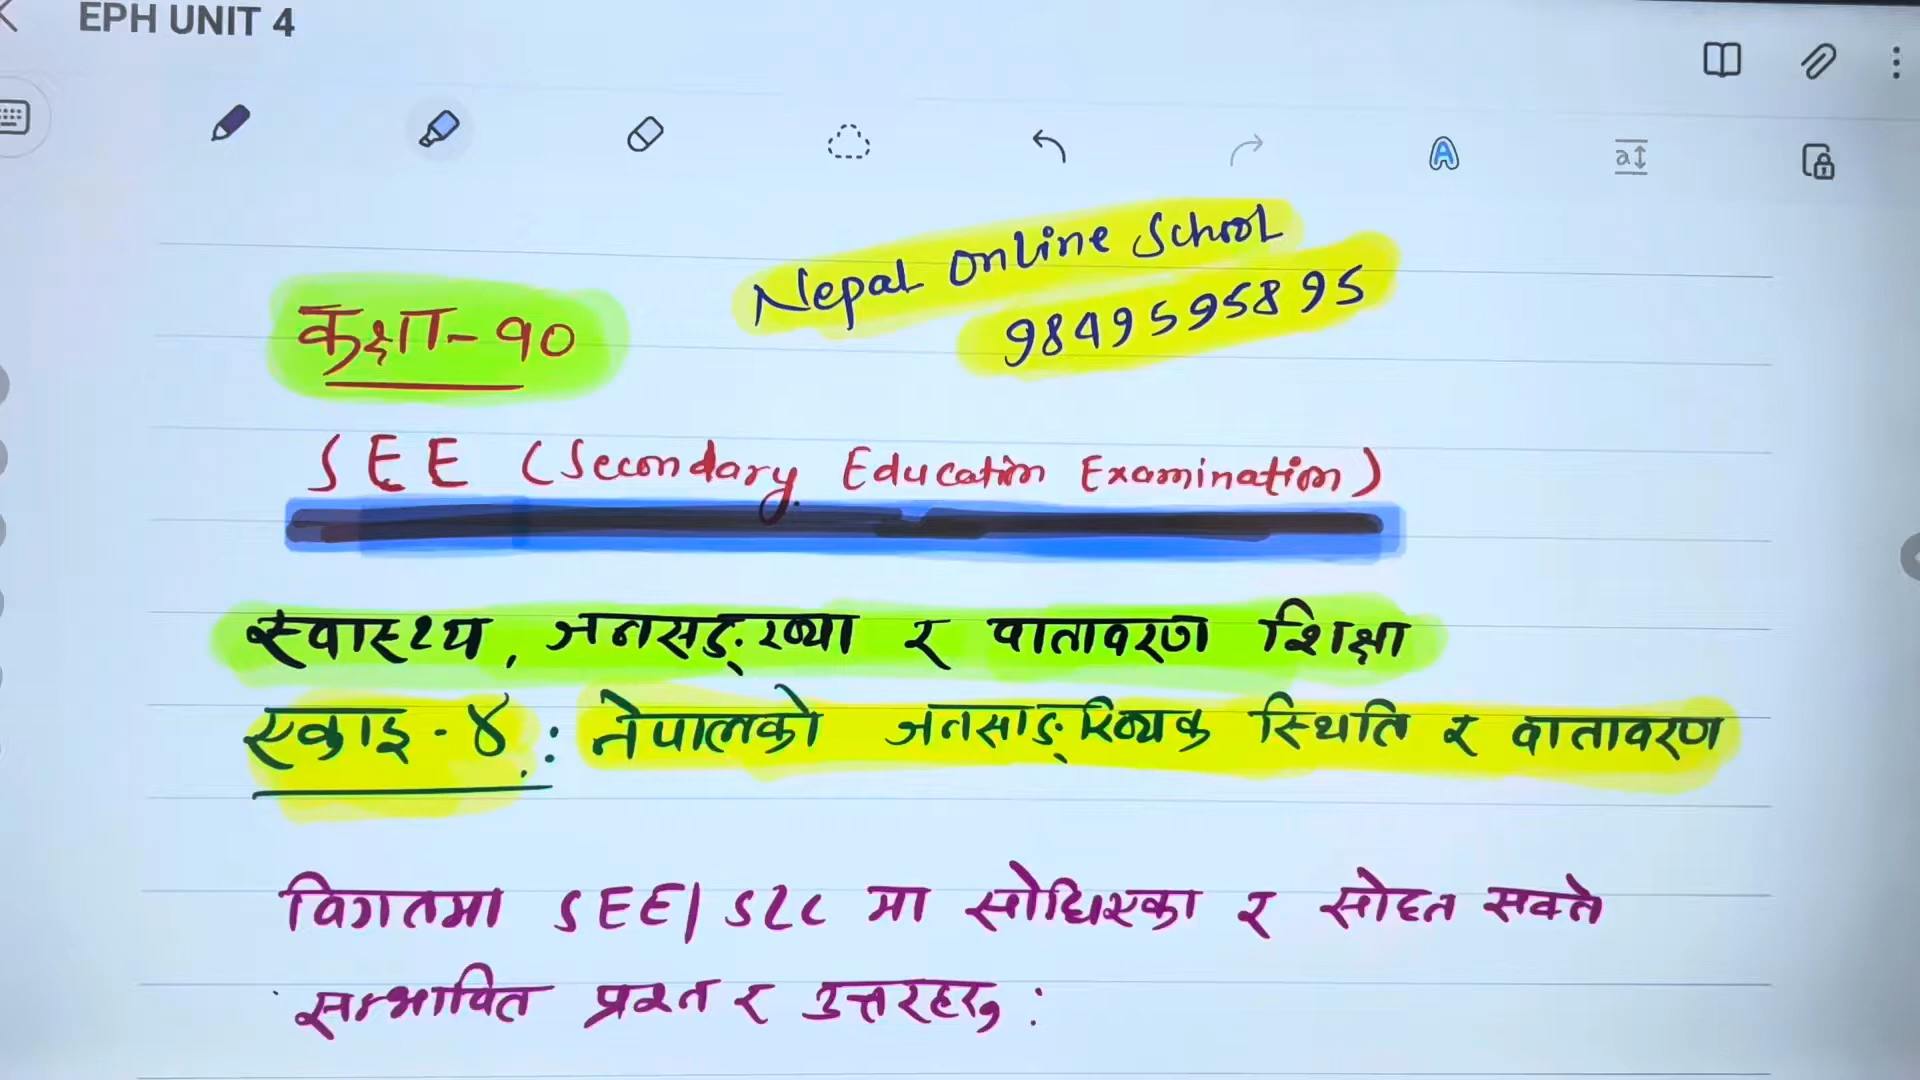 EPH UNIT 4
Nepal Online School
9849595895
कक्षा-१०
SEE (Secondary Education Examination)
स्वास्थ्य, जनसङ्ख्या र वातावरण शिक्षा
एकाइ-४: नेपालको जनसाङ्ख्यिक स्थिति र वातावरण
विगतमा SEE/SLC मा सोधिएका र सोध्न सक्ने
सम्भावित प्रश्न र उत्तरहरु :